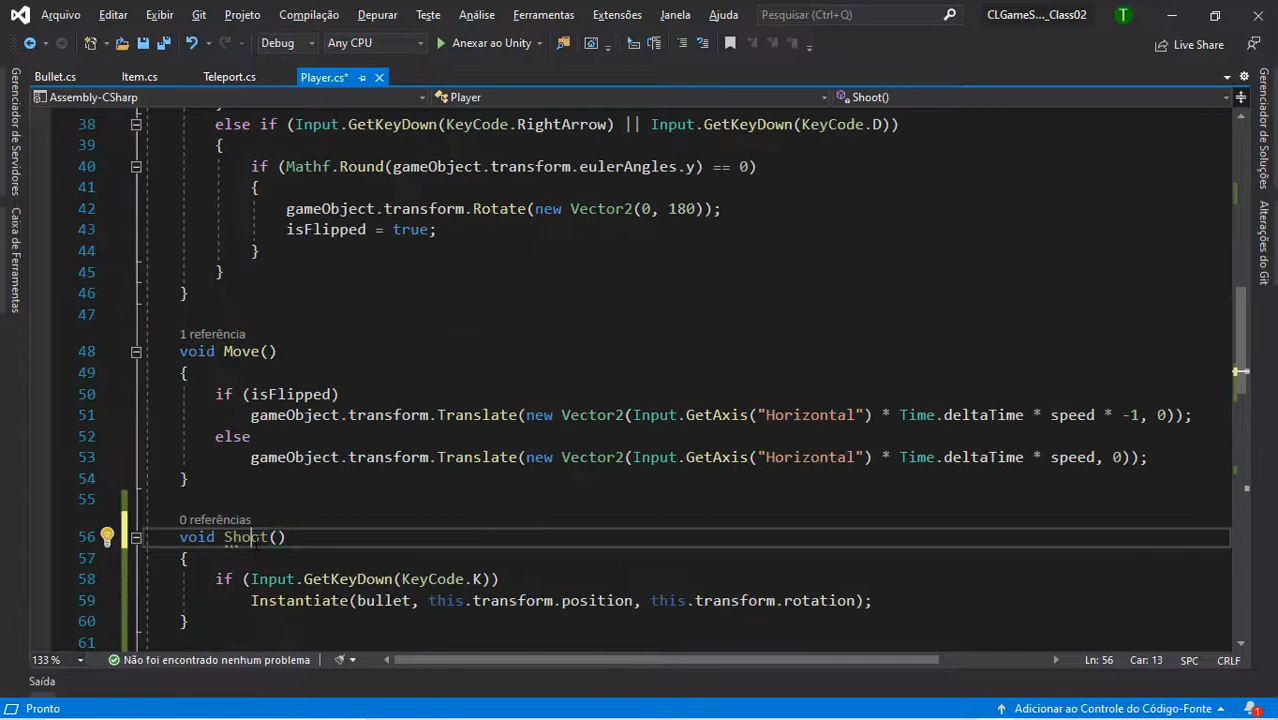 Arquivo Editar Exibir Git Projeto Compilação Depurar Teste Análise Ferramentas Extensões Janela Ajuda Pesquisar (Ctrl+Q) CLGameS..._Class02 T
Debug Any CPU Anexar ao Unity Live Share
Bullet.cs Item.cs Teleport.cs Player.cs*
Assembly-CSharp Player Shoot()
Gerenciador de Servidores
Caixa de Ferramentas
Gerenciador de Soluções
Alterações do Git
38 else if (Input.GetKeyDown(KeyCode.RightArrow) || Input.GetKeyDown(KeyCode.D))
39 {
40 if (Mathf.Round(gameObject.transform.eulerAngles.y) == 0)
41 {
42 gameObject.transform.Rotate(new Vector2(0, 180));
43 isFlipped = true;
44 }
45 }
46 }
47
1 referência
48 void Move()
49 {
50 if (isFlipped)
51 gameObject.transform.Translate(new Vector2(Input.GetAxis("Horizontal") * Time.deltaTime * speed * -1, 0));
52 else
53 gameObject.transform.Translate(new Vector2(Input.GetAxis("Horizontal") * Time.deltaTime * speed, 0));
54 }
55
0 referências
56 void Shoot()
57 {
58 if (Input.GetKeyDown(KeyCode.K))
59 Instantiate(bullet, this.transform.position, this.transform.rotation);
60 }
61
133 % Não foi encontrado nenhum problema Ln: 56 Car: 13 SPC CRLF
Saída
Pronto Adicionar ao Controle do Código-Fonte 1